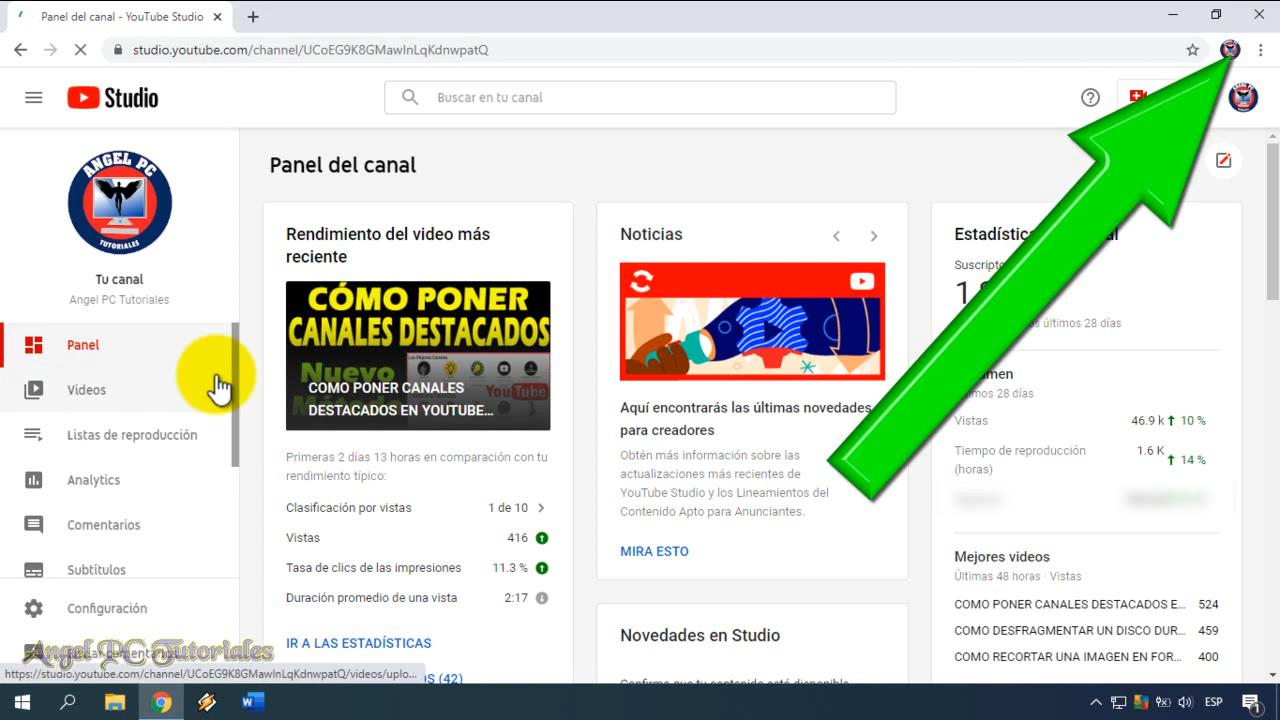 Panel del canal - YouTube Studio
studio.youtube.com/channel/UCoEG9K8GMawInLqKdnwpatQ
Studio
Buscar en tu canal
ANGEL PC
TUTORIALES
Tu canal
Angel PC Tutoriales
Panel
Videos
Listas de reproducción
Analytics
Comentarios
Subtítulos
Configuración
Angel PC Tutoriales
https://studio.youtube.com/channel/UCoEG9K8GMawInLqKdnwpatQ/videos/uplo...
Panel del canal
Rendimiento del video más
reciente
CÓMO PONER
CANALES DESTACADOS
Nuevo
YouTube
COMO PONER CANALES
DESTACADOS EN YOUTUBE...
Primeras 2 días 13 horas en comparación con tu
rendimiento típico:
Clasificación por vistas 1 de 10
Vistas 416
Tasa de clics de las impresiones 11.3 %
Duración promedio de una vista 2:17
IR A LAS ESTADÍSTICAS
S (42)
Noticias
Aquí encontrarás las últimas novedades
para creadores
Obtén más información sobre las
actualizaciones más recientes de
YouTube Studio y los Lineamientos del
Contenido Apto para Anunciantes.
MIRA ESTO
Novedades en Studio
últimos 28 días
Vistas 46.9 k 10 %
Tiempo de reproducción
(horas) 1.6 K 14 %
Mejores videos
Últimas 48 horas · Vistas
COMO PONER CANALES DESTACADOS E... 524
COMO DESFRAGMENTAR UN DISCO DUR... 459
COMO RECORTAR UNA IMAGEN EN FOR... 400
ESP
1